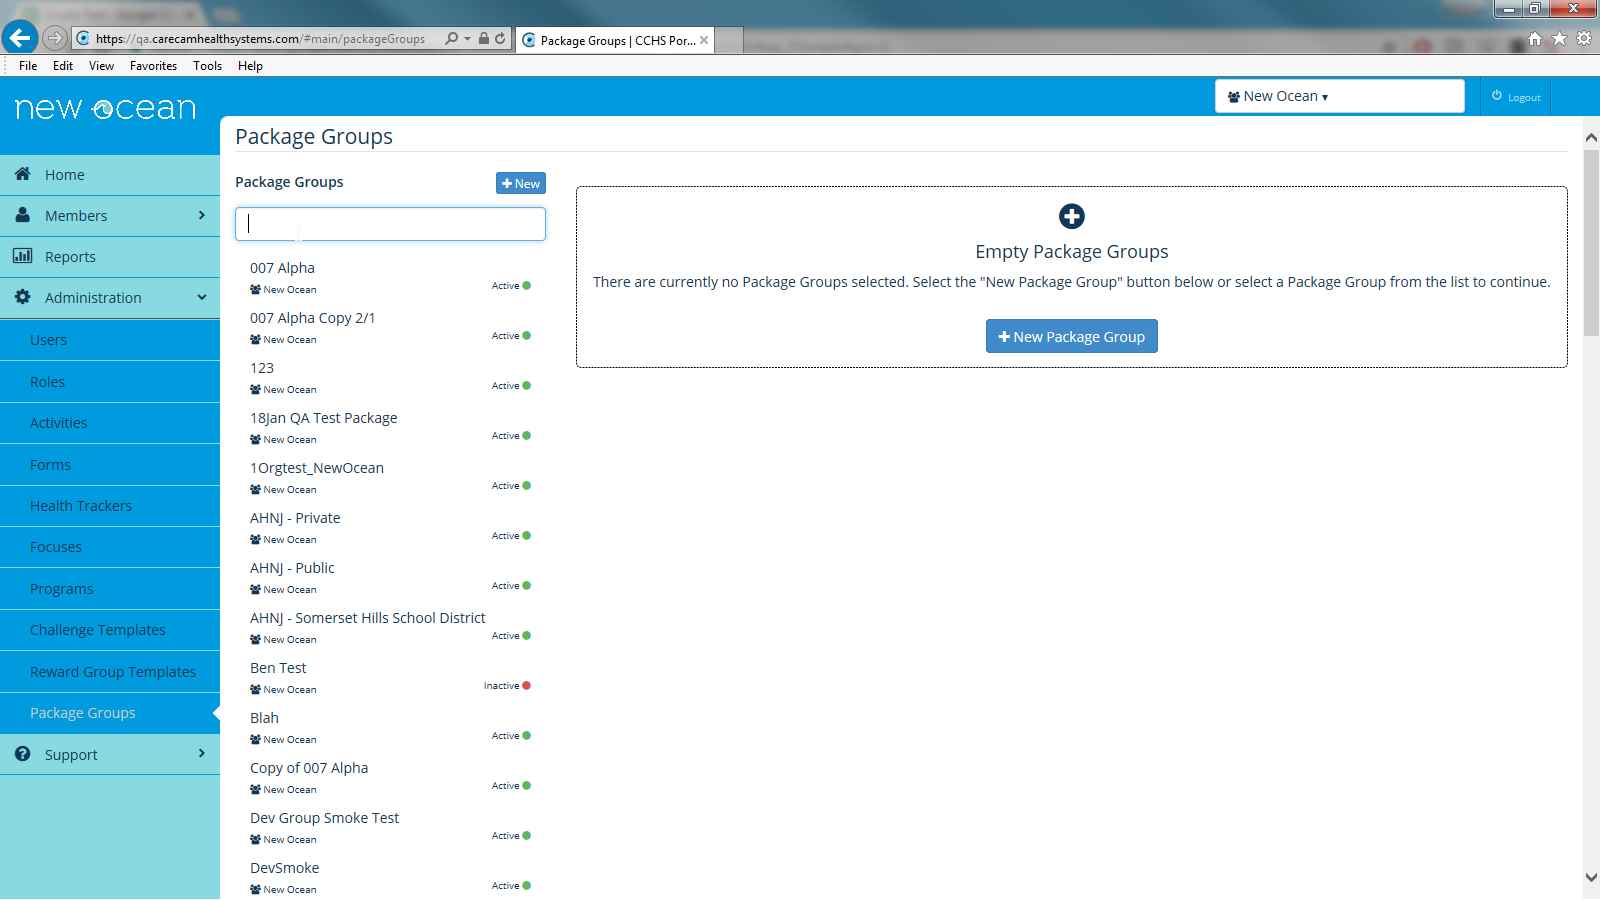 https://qa.carecamhealthsystems.com/#main/packageGroups
Package Groups | CCHS Por...
File Edit View Favorites Tools Help
new ocean
New Ocean
Logout
Home
Members
Reports
Administration
Users
Roles
Activities
Forms
Health Trackers
Focuses
Programs
Challenge Templates
Reward Group Templates
Package Groups
Support
Package Groups
Package Groups
New
007 Alpha
New Ocean
Active
007 Alpha Copy 2/1
New Ocean
Active
123
New Ocean
Active
18Jan QA Test Package
New Ocean
Active
1Orgtest_NewOcean
New Ocean
Active
AHNJ - Private
New Ocean
Active
AHNJ - Public
New Ocean
Active
AHNJ - Somerset Hills School District
New Ocean
Active
Ben Test
New Ocean
Inactive
Blah
New Ocean
Active
Copy of 007 Alpha
New Ocean
Active
Dev Group Smoke Test
New Ocean
Active
DevSmoke
New Ocean
Active
Empty Package Groups
There are currently no Package Groups selected. Select the "New Package Group" button below or select a Package Group from the list to continue.
New Package Group